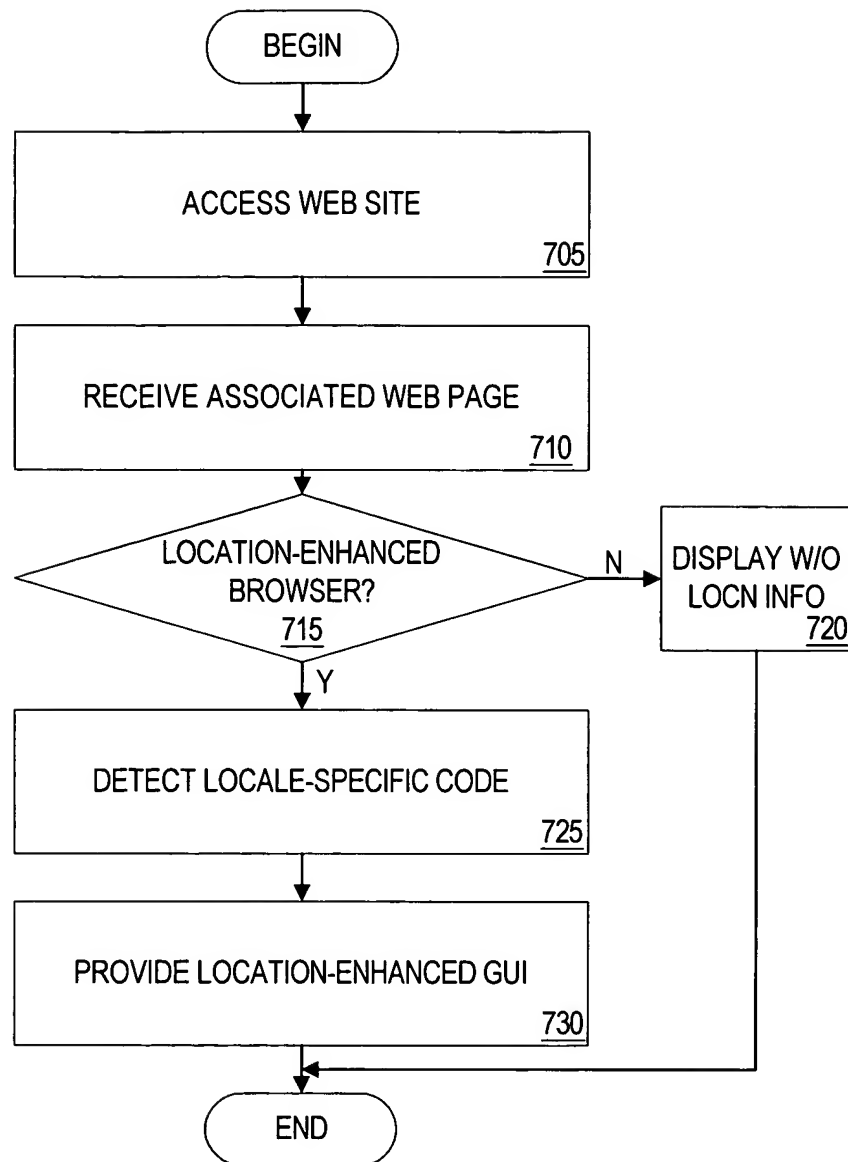 BEGIN
ACCESS WEB SITE
705
RECEIVE ASSOCIATED WEB PAGE
710
LOCATION-ENHANCED
BROWSER?
715
N
DISPLAY W/O
LOCN INFO
720
Y
DETECT LOCALE-SPECIFIC CODE
725
PROVIDE LOCATION-ENHANCED GUI
730
END